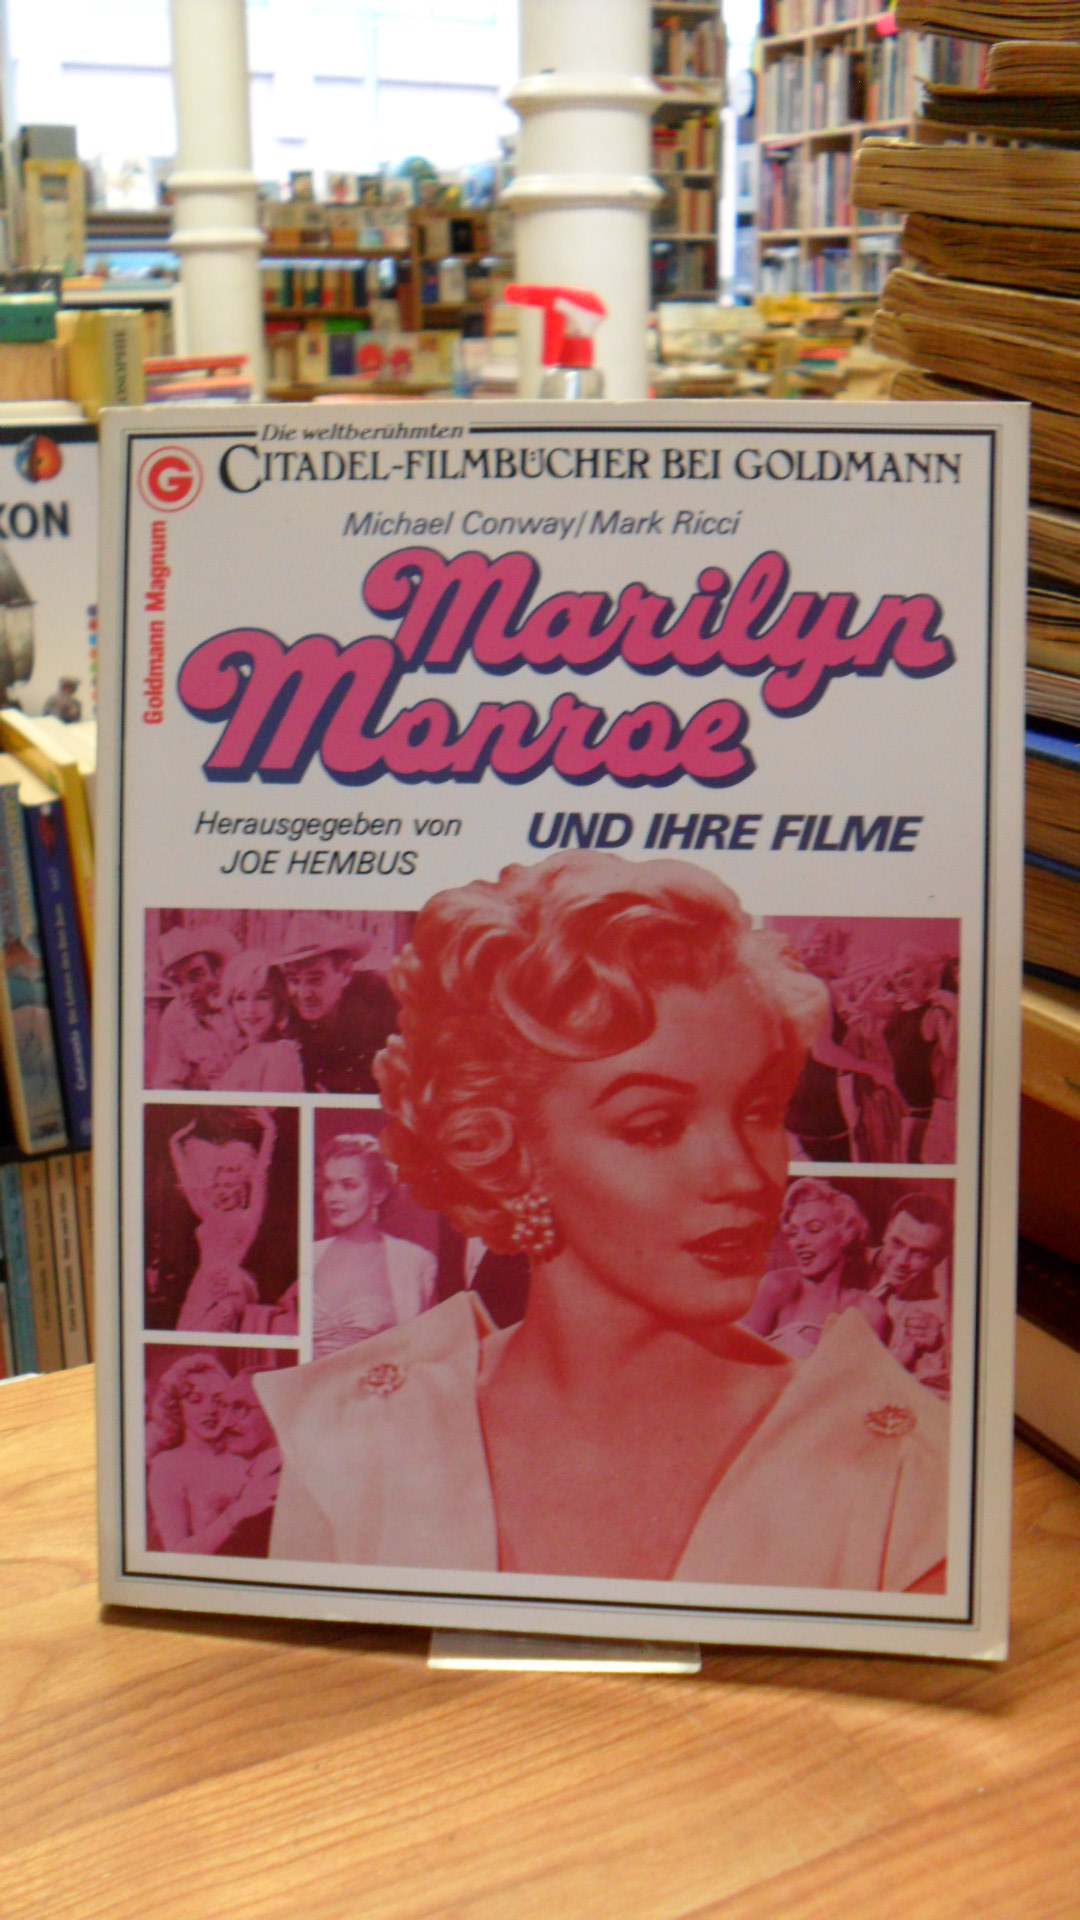 Die weltberühmten
CITADEL-FILMBÜCHER BEI GOLDMANN
G
Goldmann Magnum
Michael Conway/Mark Ricci
Marilyn
Monroe
Herausgegeben von
JOE HEMBUS
UND IHRE FILME
KON